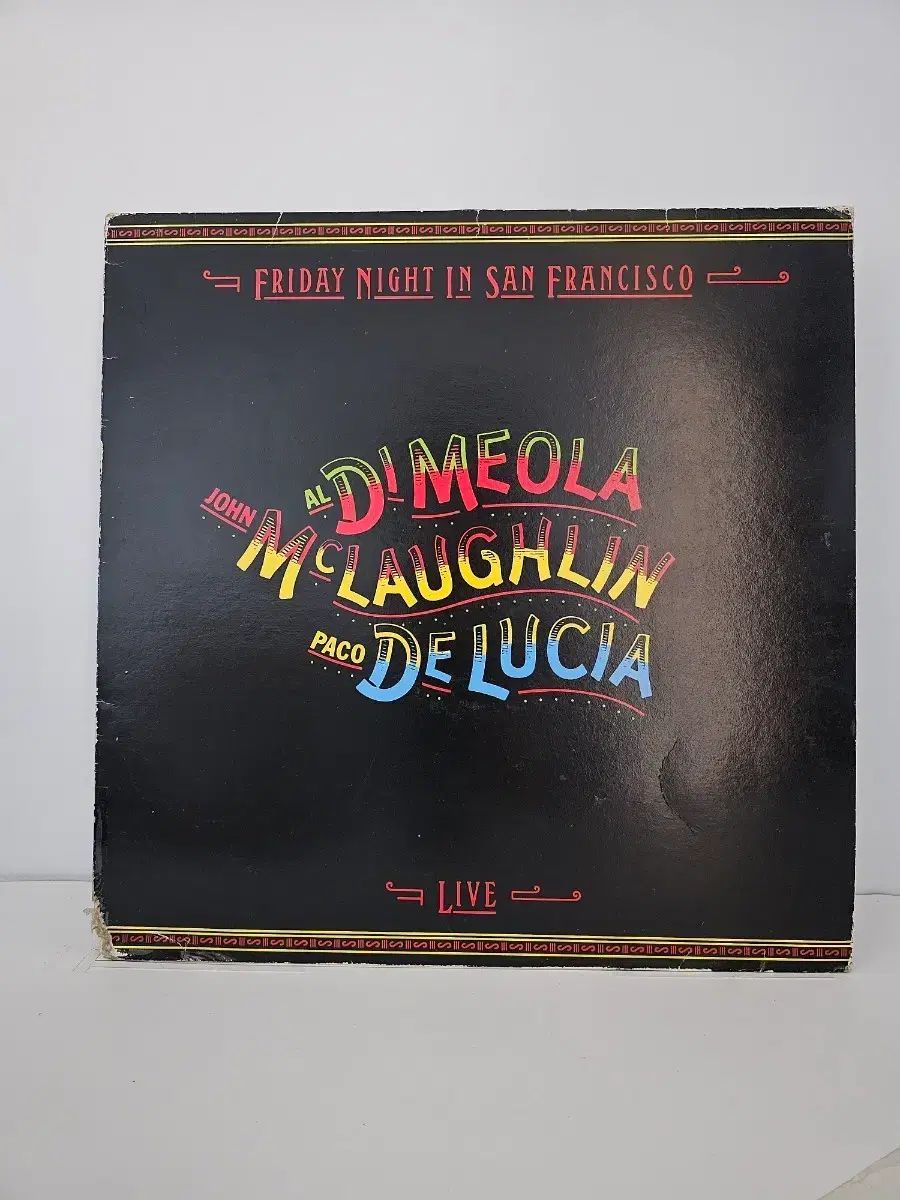 FRIDAY NIGHT IN SAN FRANCISCO
AL DI MEOLA
JOHN MCLAUGHLIN
PACO DE LUCIA
LIVE